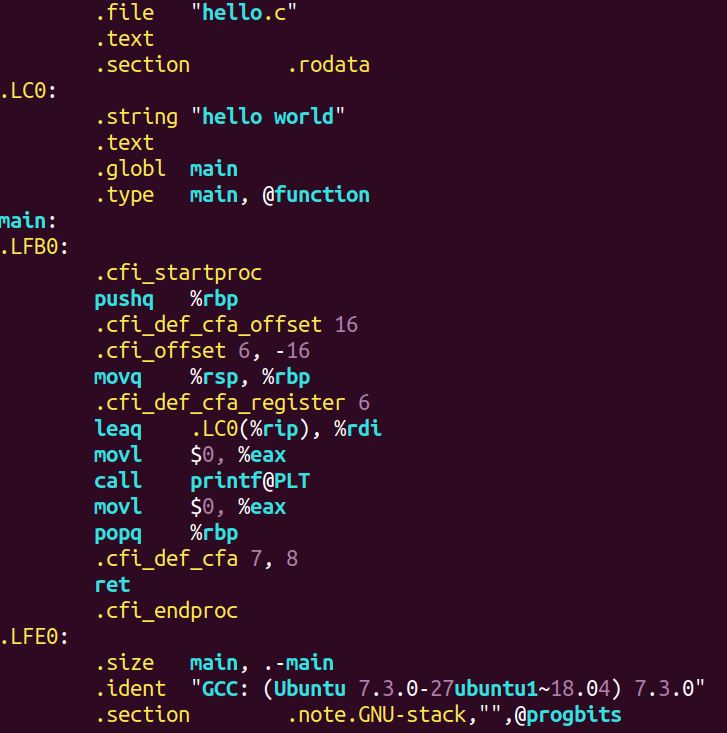 .file "hello.c"
.text
.section .rodata
.LC0:
.string "hello world"
.text
.globl main
.type main, @function
main:
.LFB0:
.cfi_startproc
pushq %rbp
.cfi_def_cfa_offset 16
.cfi_offset 6, -16
movq %rsp, %rbp
.cfi_def_cfa_register 6
leaq .LC0(%rip), %rdi
movl $0, %eax
call printf@PLT
movl $0, %eax
popq %rbp
.cfi_def_cfa 7, 8
ret
.cfi_endproc
.LFE0:
.size main, .-main
.ident "GCC: (Ubuntu 7.3.0-27ubuntu1~18.04) 7.3.0"
.section .note.GNU-stack,"",@progbits